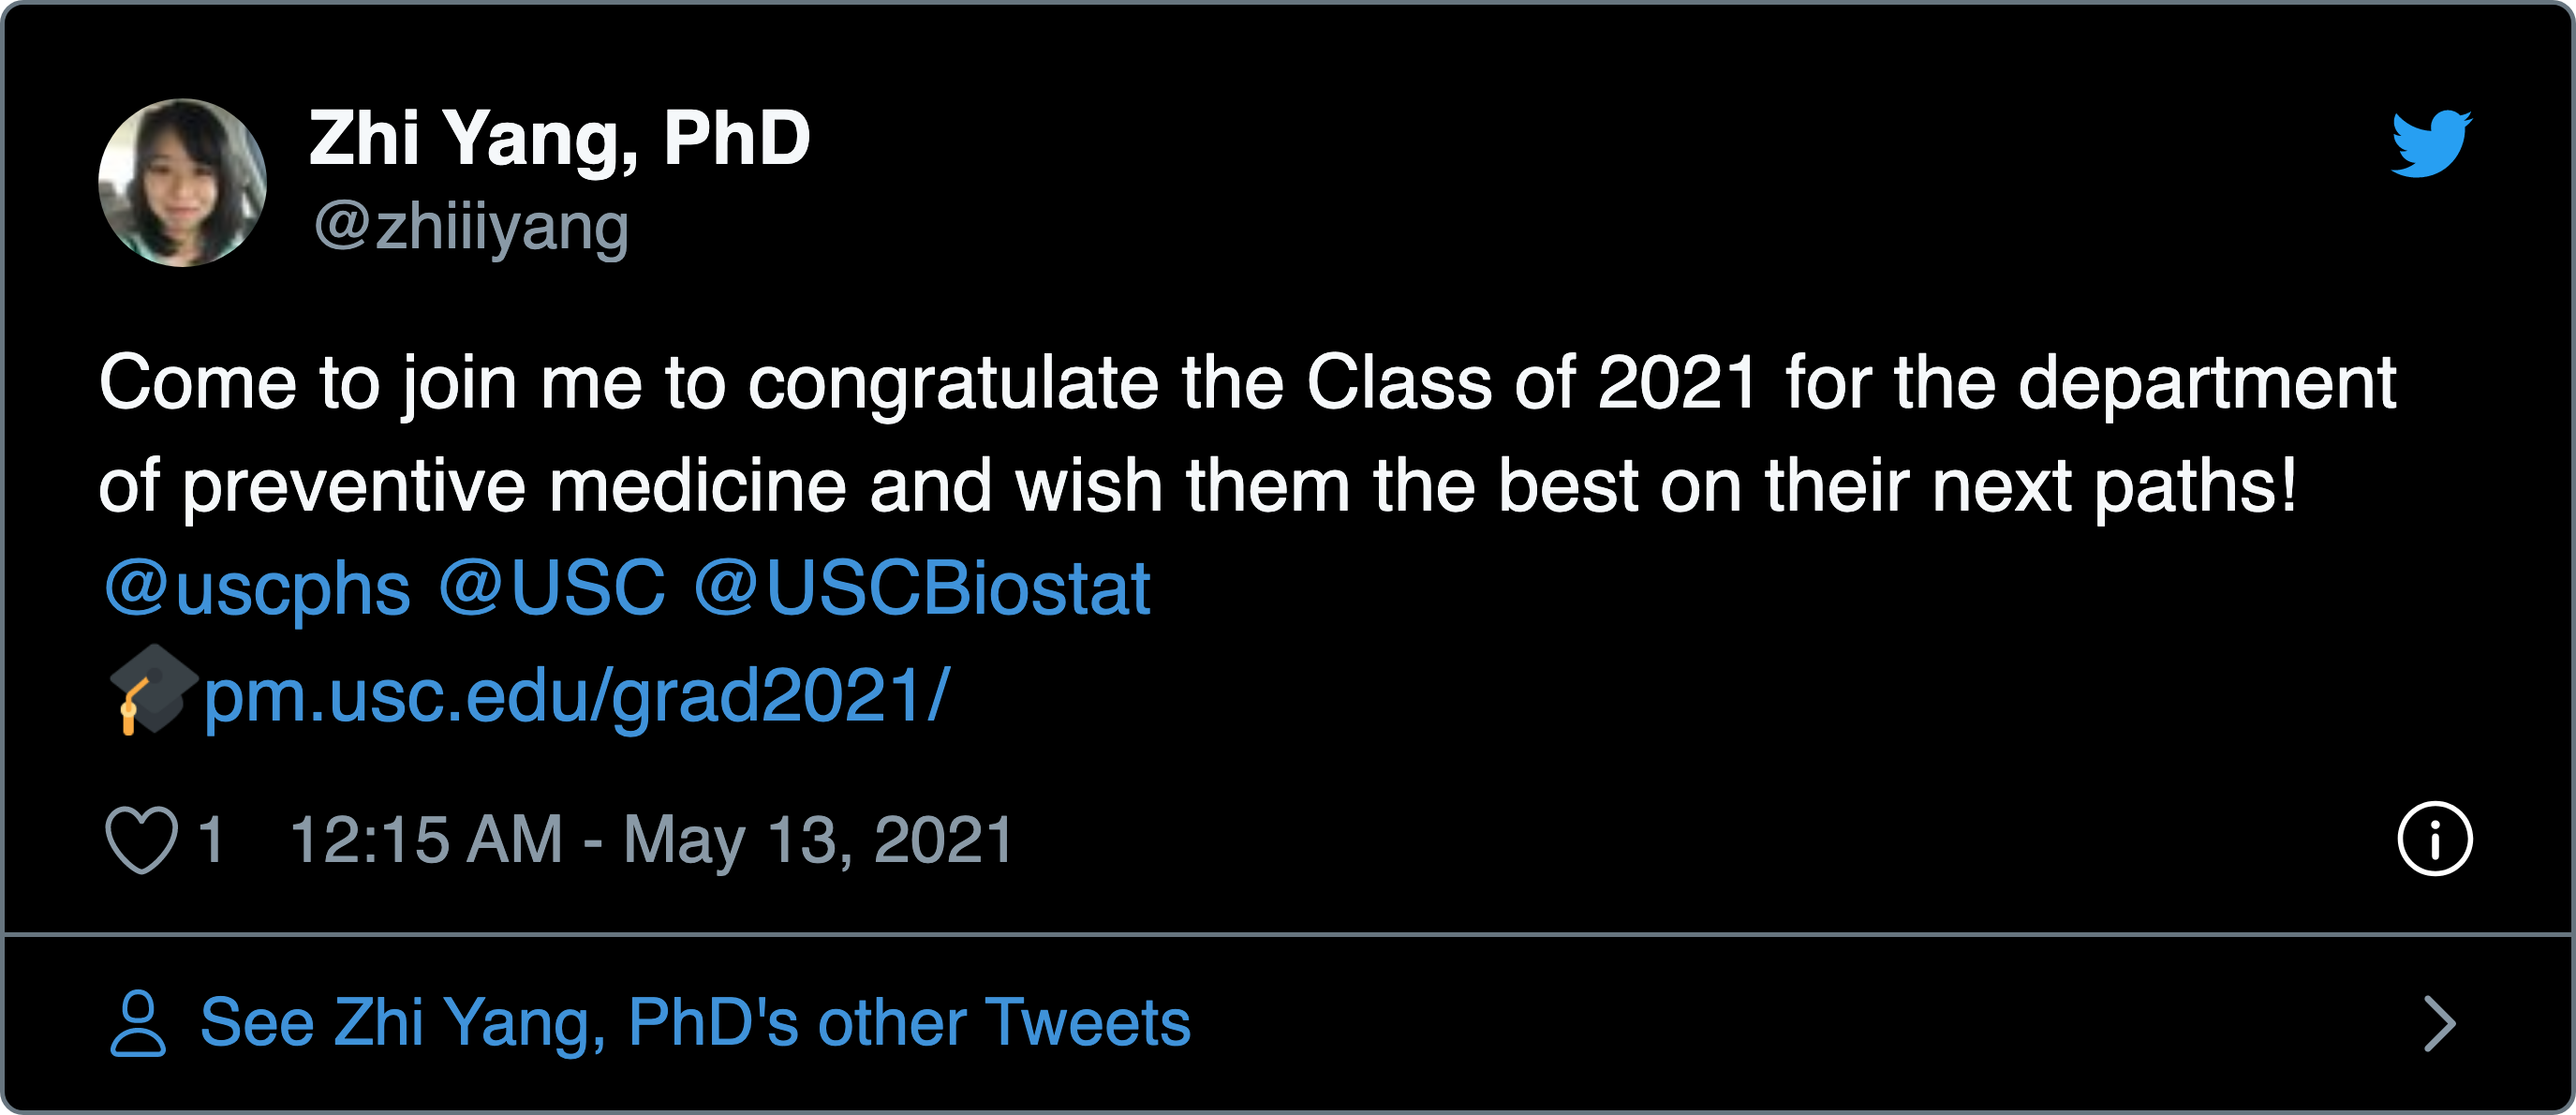 Zhi Yang, PhD
@zhiiiyang
Come to join me to congratulate the Class of 2021 for the department
of preventive medicine and wish them the best on their next paths!
@uscphs @USC @USCBiostat
🎓pm.usc.edu/grad2021/
1 12:15 AM - May 13, 2021
See Zhi Yang, PhD's other Tweets